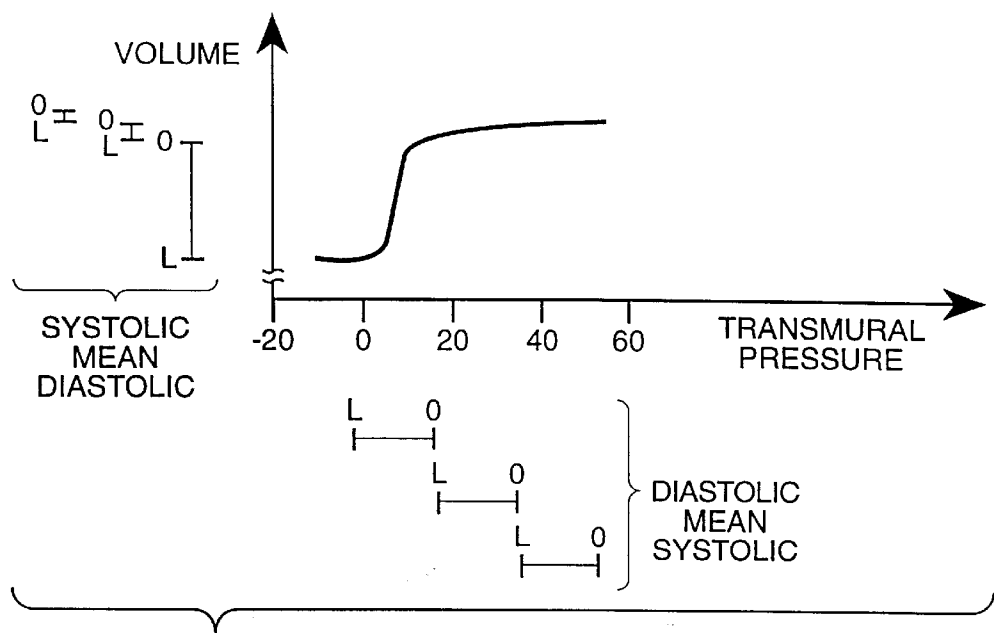 VOLUME
0
L
0
L
0
L
SYSTOLIC
MEAN
DIASTOLIC
-20 0 20 40 60
TRANSMURAL
PRESSURE
L 0
L 0
L 0
DIASTOLIC
MEAN
SYSTOLIC